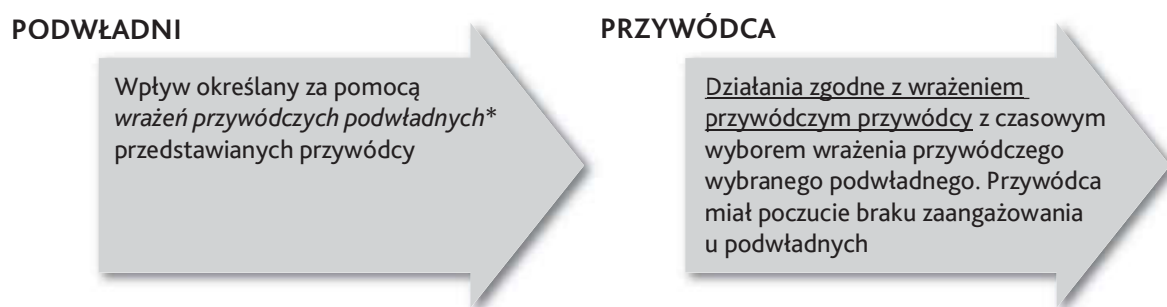 PODWŁADNI
Wpływ określany za pomocą
wrażeń przywódczych podwładnych*
przedstawianych przywódcy
PRZYWÓDCA
Działania zgodne z wrażeniem
przywódczym przywódcy z czasowym
wyborem wrażenia przywódczego
wybranego podwładnego. Przywódca
miał poczucie braku zaangażowania
u podwładnych